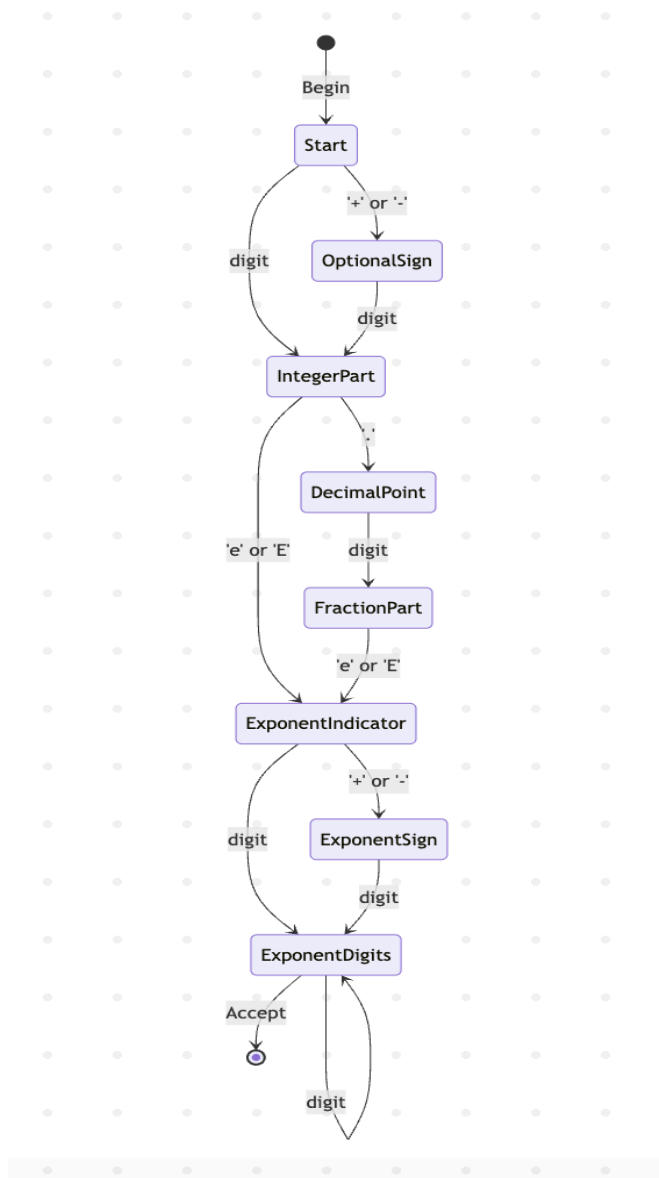 Begin
Start
'+' or '-'
digit
OptionalSign
digit
IntegerPart
'.'
DecimalPoint
'e' or 'E'
digit
FractionPart
'e' or 'E'
ExponentIndicator
'+' or '-'
digit
ExponentSign
digit
ExponentDigits
Accept
digit